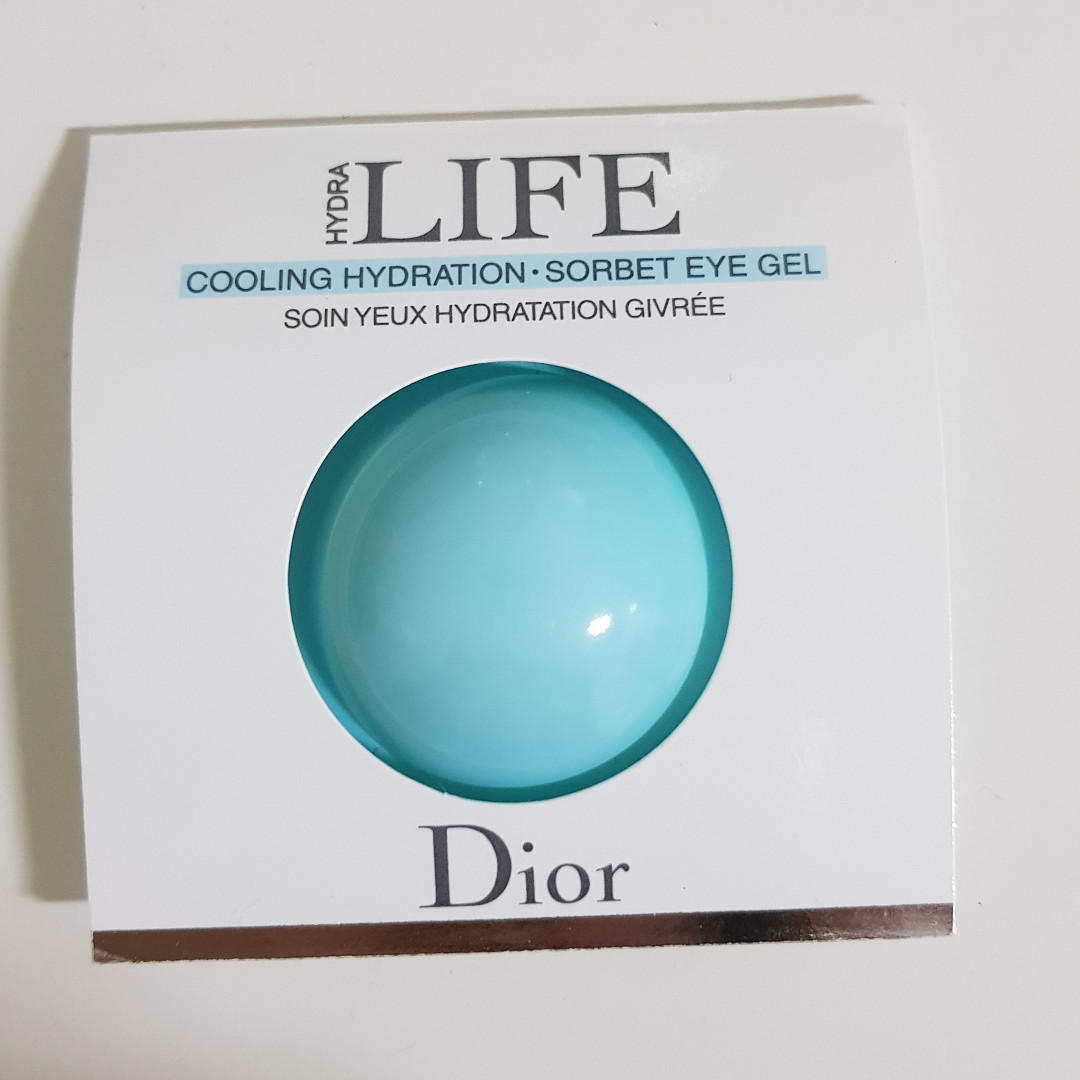 HYDRA LIFE
COOLING HYDRATION • SORBET EYE GEL
SOIN YEUX HYDRATATION GIVRÉE
Dior